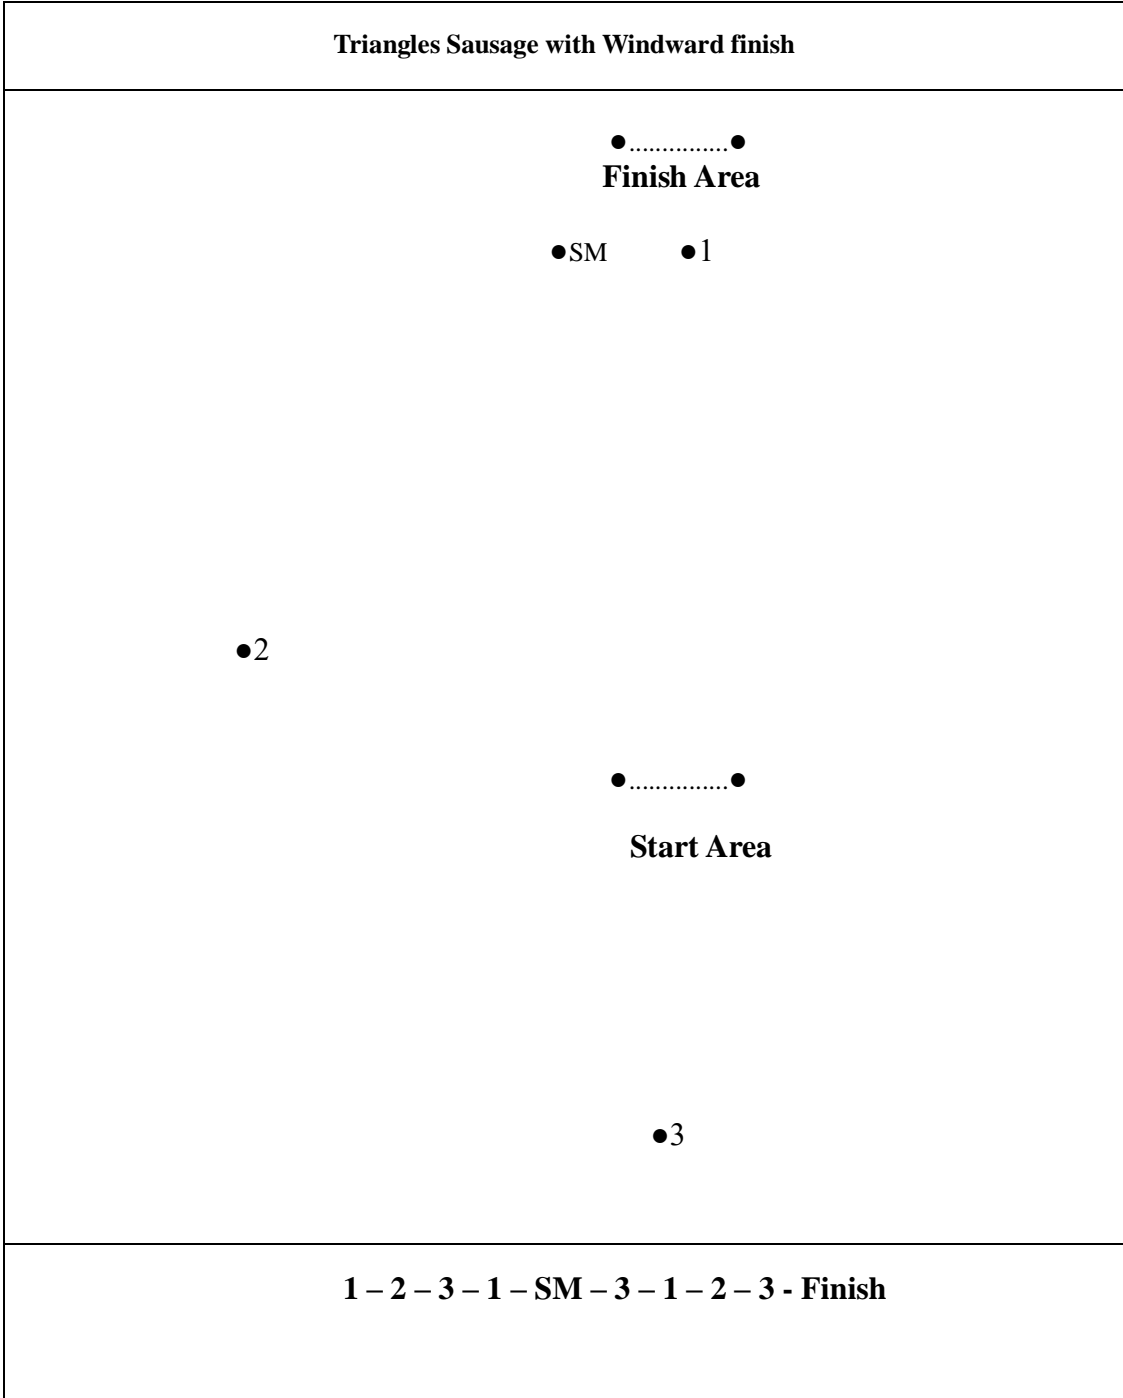 Triangles Sausage with Windward finish
●...............●
Finish Area
●SM ●1
●2
●...............●
Start Area
●3
1 – 2 – 3 – 1 – SM – 3 – 1 – 2 – 3 - Finish